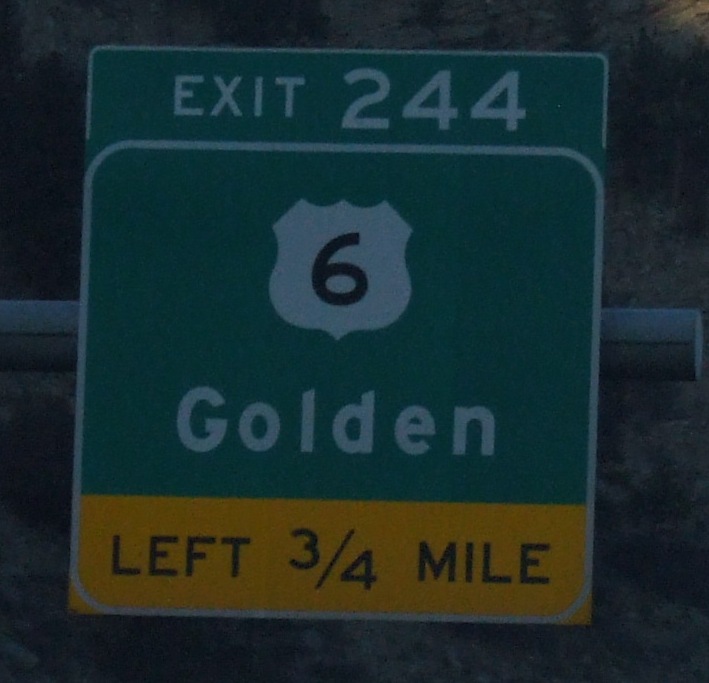 EXIT 244
6
Golden
LEFT 3/4 MILE